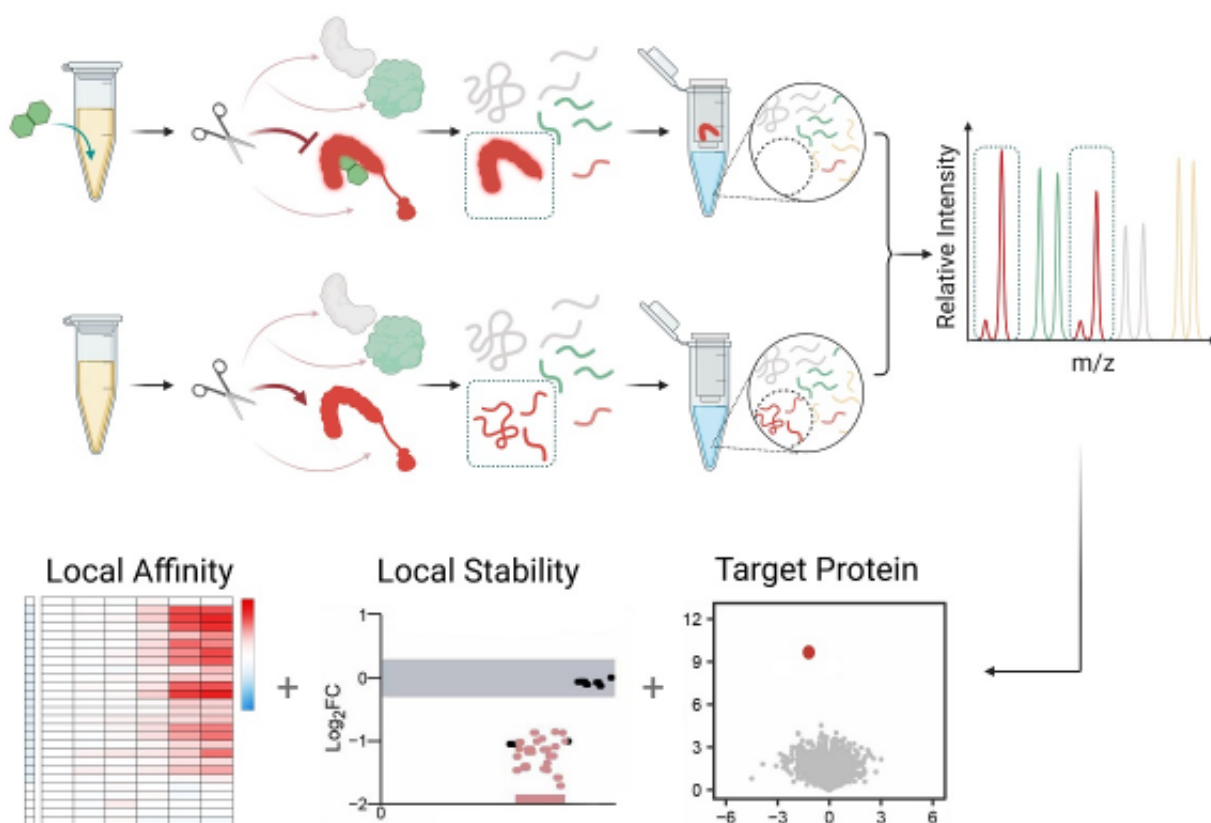 Relative Intensity
m/z
Local Affinity
+
Local Stability
Log₂FC
1
0
−1
−2
0
+
Target Protein
12
9
6
3
0
−6
−3
0
3
6